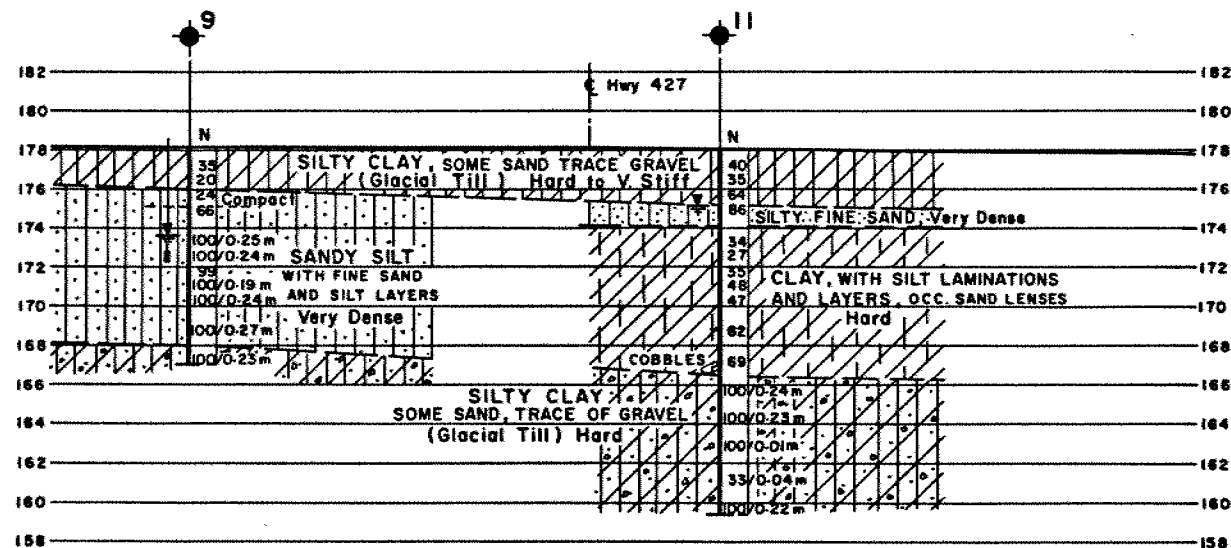 9
11
182
182
℄ Hwy 427
180
180
N
N
178
178
35
SILTY CLAY, SOME SAND TRACE GRAVEL
40
20
(Glacial Till) Hard to V. Stiff
35
176
176
24
Compact
64
66
86
SILTY FINE SAND, Very Dense
174
174
100/0.25m
34
100/0.24m
SANDY SILT
27
172
172
99
WITH FINE SAND
35
CLAY, WITH SILT LAMINATIONS
100/0.19m
48
100/0.24m
AND SILT LAYERS
47
AND LAYERS, OCC. SAND LENSES
170
170
Very Dense
Hard
100/0.27m
62
168
168
100/0.23m
COBBLES
69
166
166
SILTY CLAY
100/0.24m
SOME SAND, TRACE OF GRAVEL
100/0.23m
164
164
(Glacial Till) Hard
100/0.01m
162
162
33/0.04m
160
160
100/0.22m
158
158